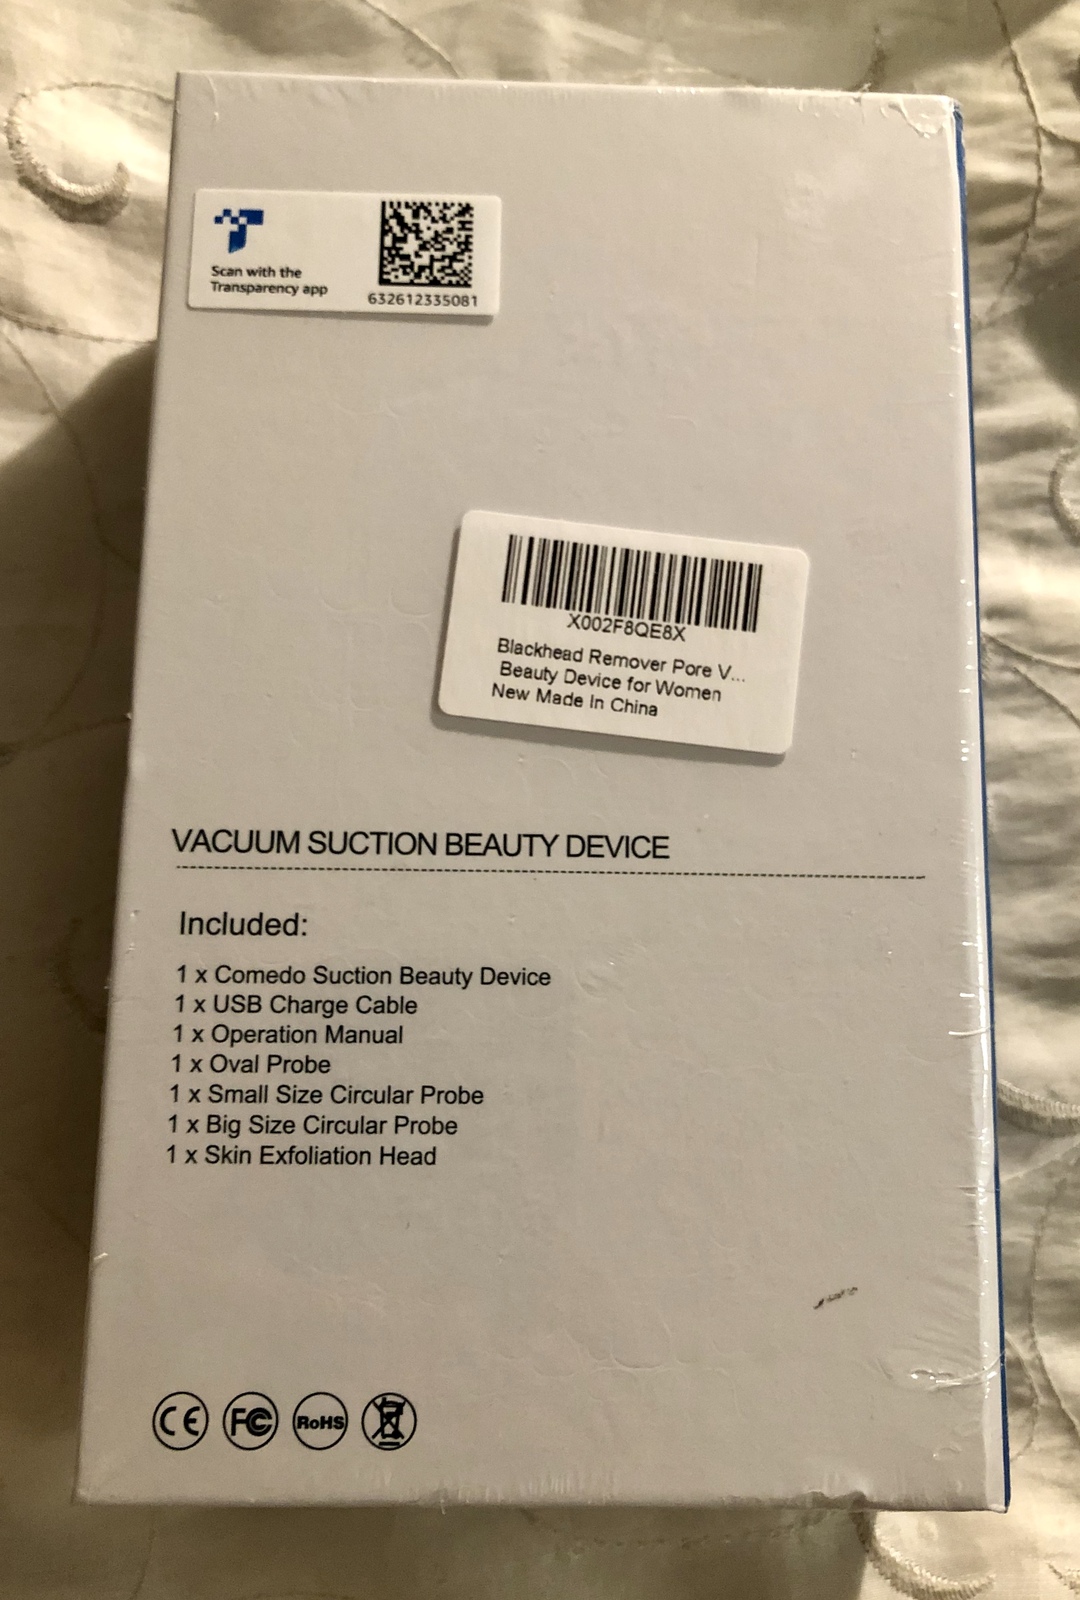 Scan with the
Transparency app
632612335081
X002F8QE8X
Blackhead Remover Pore V...
Beauty Device for Women
New Made In China
VACUUM SUCTION BEAUTY DEVICE
Included:
1 x Comedo Suction Beauty Device
1 x USB Charge Cable
1 x Operation Manual
1 x Oval Probe
1 x Small Size Circular Probe
1 x Big Size Circular Probe
1 x Skin Exfoliation Head
CE FC RoHS